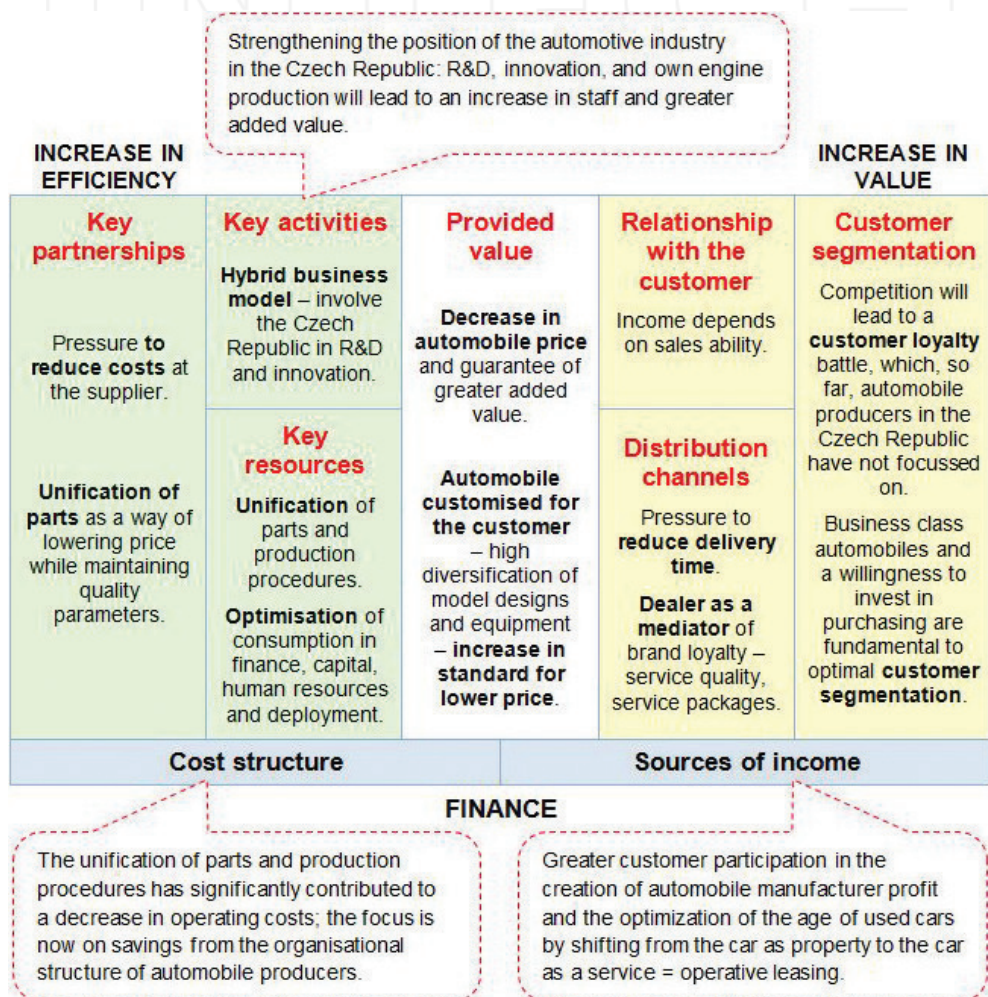 Strengthening the position of the automotive industry
in the Czech Republic: R&D, innovation, and own engine
production will lead to an increase in staff and greater
added value.
INCREASE IN
EFFICIENCY
INCREASE IN
VALUE
Key
partnerships
Pressure to
reduce costs at
the supplier.
Unification of
parts as a way of
lowering price
while maintaining
quality
parameters.
Key activities
Hybrid business
model – involve
the Czech
Republic in R&D
and innovation.
Key
resources
Unification of
parts and
production
procedures.
Optimisation of
consumption in
finance, capital,
human resources
and deployment.
Provided
value
Decrease in
automobile price
and guarantee of
greater added
value.
Automobile
customised for
the customer
– high
diversification of
model designs
and equipment
– increase in
standard for
lower price.
Relationship
with the
customer
Income depends
on sales ability.
Distribution
channels
Pressure to
reduce delivery
time.
Dealer as a
mediator of
brand loyalty –
service quality,
service packages.
Customer
segmentation
Competition will
lead to a
customer loyalty
battle, which, so
far, automobile
producers in the
Czech Republic
have not focussed
on.
Business class
automobiles and
a willingness to
invest in
purchasing are
fundamental to
optimal customer
segmentation.
Cost structure
Sources of income
FINANCE
The unification of parts and production
procedures has significantly contributed to
a decrease in operating costs; the focus is
now on savings from the organisational
structure of automobile producers.
Greater customer participation in the
creation of automobile manufacturer profit
and the optimization of the age of used cars
by shifting from the car as property to the car
as a service = operative leasing.